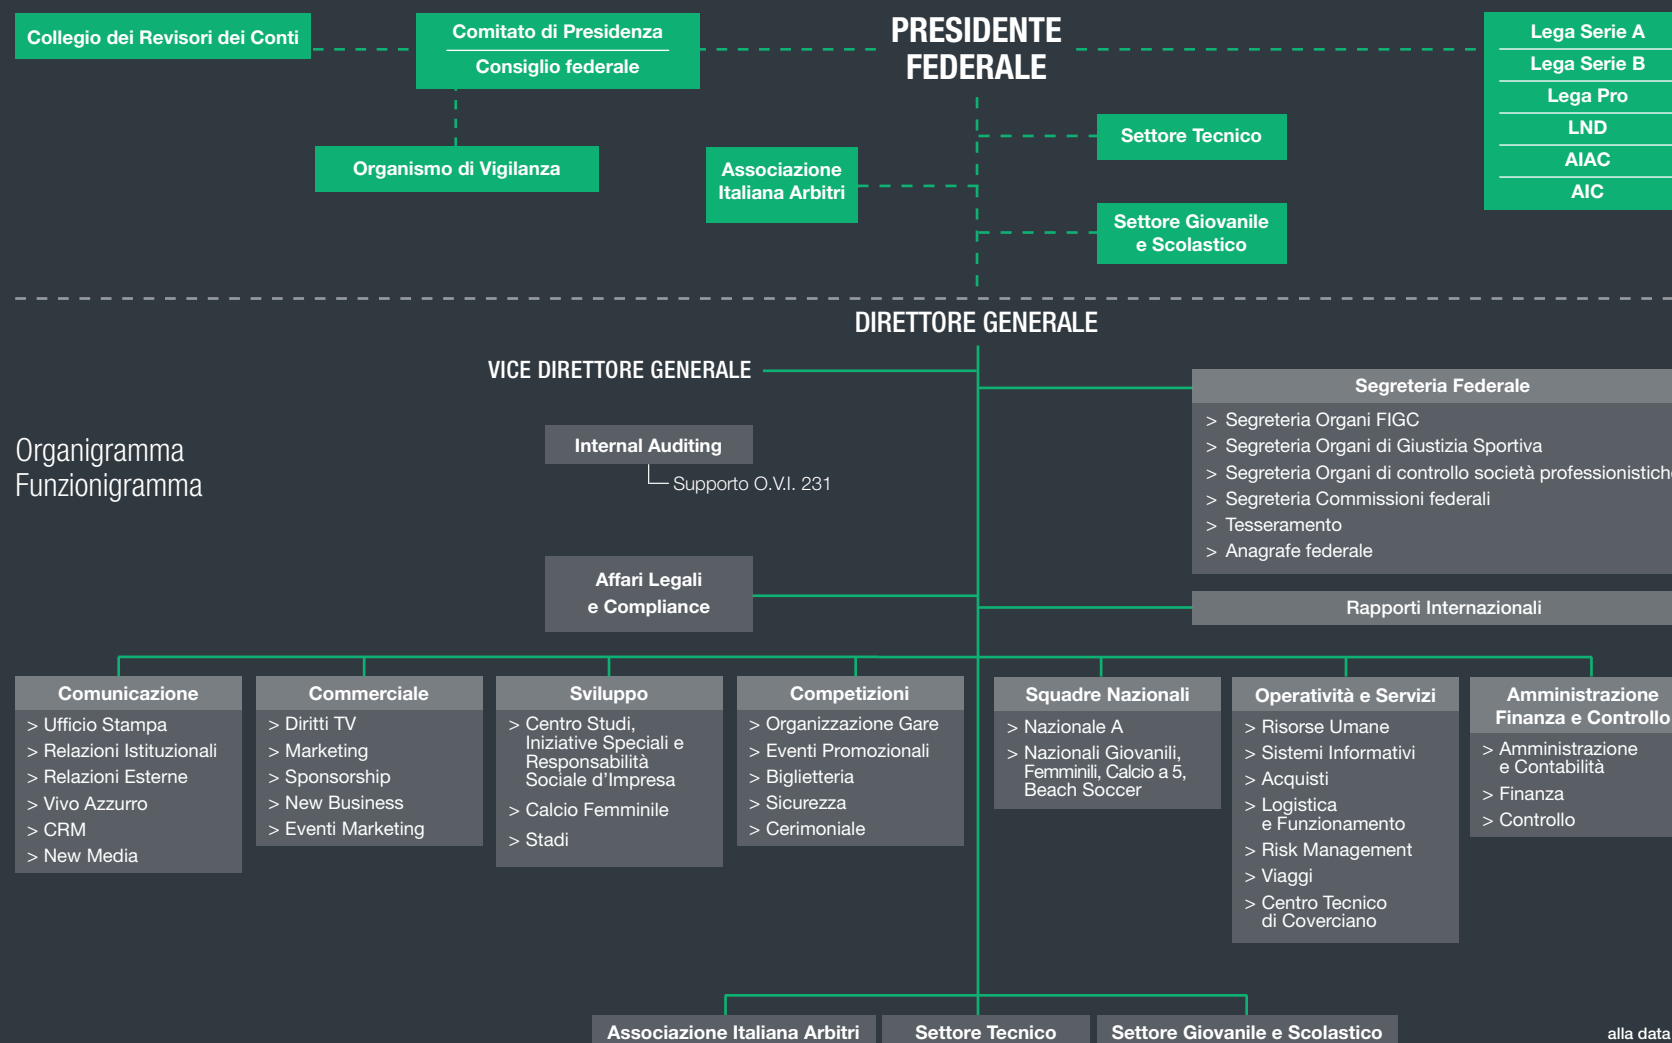 Collegio dei Revisori dei Conti
Comitato di Presidenza
Consiglio federale
PRESIDENTE
FEDERALE
Lega Serie A
Lega Serie B
Lega Pro
LND
AIAC
AIC
Organismo di Vigilanza
Associazione
Italiana Arbitri
Settore Tecnico
Settore Giovanile
e Scolastico
DIRETTORE GENERALE
VICE DIRETTORE GENERALE
Organigramma
Funzionigramma
Internal Auditing
Supporto O.V.I. 231
Affari Legali
e Compliance
Segreteria Federale
> Segreteria Organi FIGC
> Segreteria Organi di Giustizia Sportiva
> Segreteria Organi di controllo società professionistiche
> Segreteria Commissioni federali
> Tesseramento
> Anagrafe federale
Rapporti Internazionali
Comunicazione
> Ufficio Stampa
> Relazioni Istituzionali
> Relazioni Esterne
> Vivo Azzurro
> CRM
> New Media
Commerciale
> Diritti TV
> Marketing
> Sponsorship
> New Business
> Eventi Marketing
Sviluppo
> Centro Studi,
Iniziative Speciali e
Responsabilità
Sociale d'Impresa
> Calcio Femminile
> Stadi
Competizioni
> Organizzazione Gare
> Eventi Promozionali
> Biglietteria
> Sicurezza
> Cerimoniale
Squadre Nazionali
> Nazionale A
> Nazionali Giovanili,
Femminili, Calcio a 5,
Beach Soccer
Operatività e Servizi
> Risorse Umane
> Sistemi Informativi
> Acquisti
> Logistica
e Funzionamento
> Risk Management
> Viaggi
> Centro Tecnico
di Coverciano
Amministrazione
Finanza e Controllo
> Amministrazione
e Contabilità
> Finanza
> Controllo
Associazione Italiana Arbitri
Settore Tecnico
Settore Giovanile e Scolastico
alla data